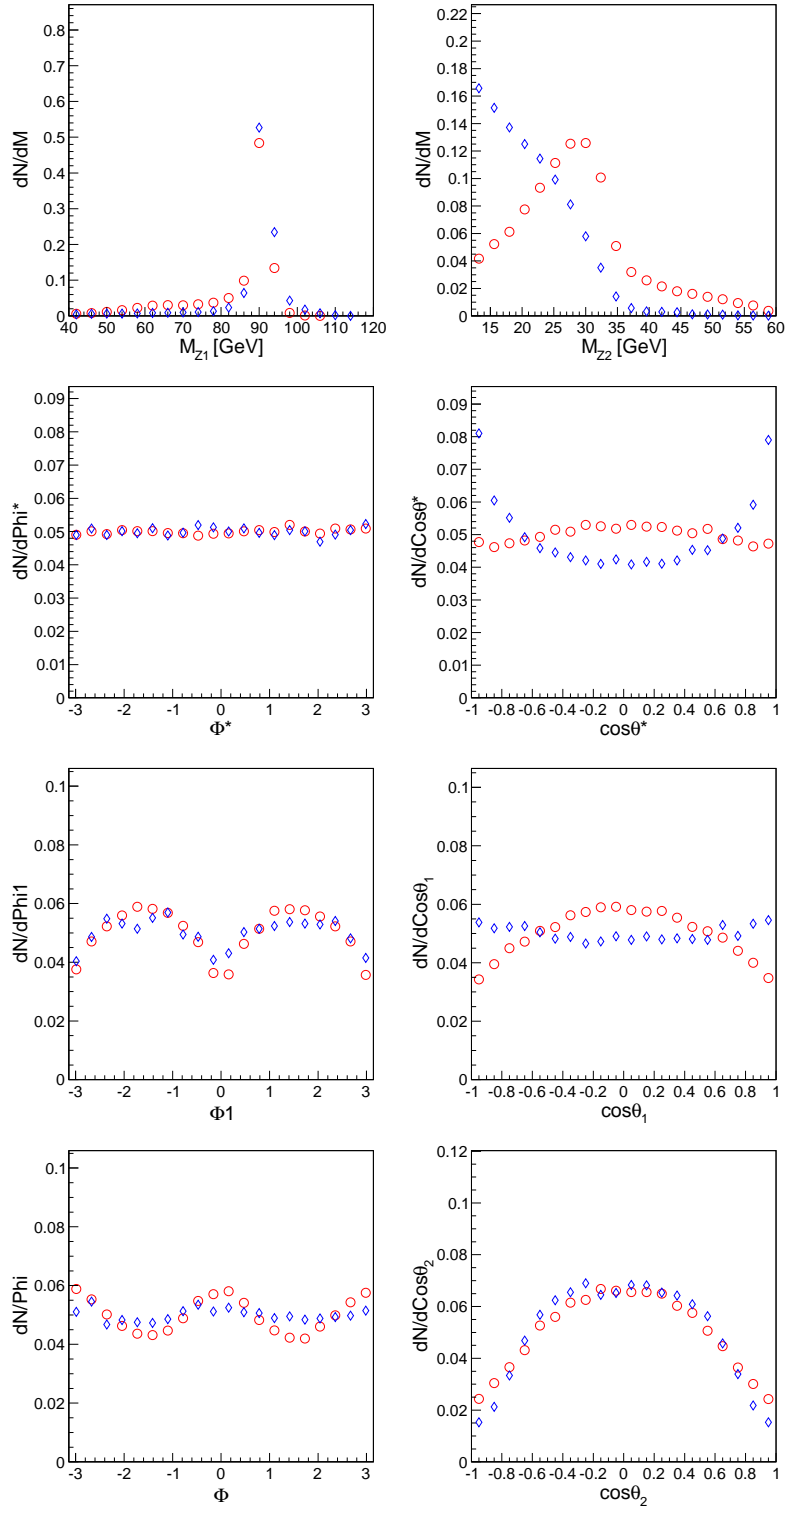 dN/dM
0.8
0.7
0.6
0.5
0.4
0.3
0.2
0.1
0
40 50 60 70 80 90 100 110 120
M_Z1 [GeV]
dN/dM
0.22
0.2
0.18
0.16
0.14
0.12
0.1
0.08
0.06
0.04
0.02
0
15 20 25 30 35 40 45 50 55 60
M_Z2 [GeV]
dN/dPhi*
0.09
0.08
0.07
0.06
0.05
0.04
0.03
0.02
0.01
0
-3 -2 -1 0 1 2 3
Φ*
dN/dCosθ*
0.09
0.08
0.07
0.06
0.05
0.04
0.03
0.02
0.01
0
-1 -0.8 -0.6 -0.4 -0.2 0 0.2 0.4 0.6 0.8 1
cosθ*
dN/dPhi1
0.1
0.08
0.06
0.04
0.02
0
-3 -2 -1 0 1 2 3
Φ1
dN/dCosθ_1
0.1
0.08
0.06
0.04
0.02
0
-1 -0.8 -0.6 -0.4 -0.2 0 0.2 0.4 0.6 0.8 1
cosθ_1
dN/Phi
0.1
0.08
0.06
0.04
0.02
0
-3 -2 -1 0 1 2 3
Φ
dN/dCosθ_2
0.12
0.1
0.08
0.06
0.04
0.02
0
-1 -0.8 -0.6 -0.4 -0.2 0 0.2 0.4 0.6 0.8 1
cosθ_2